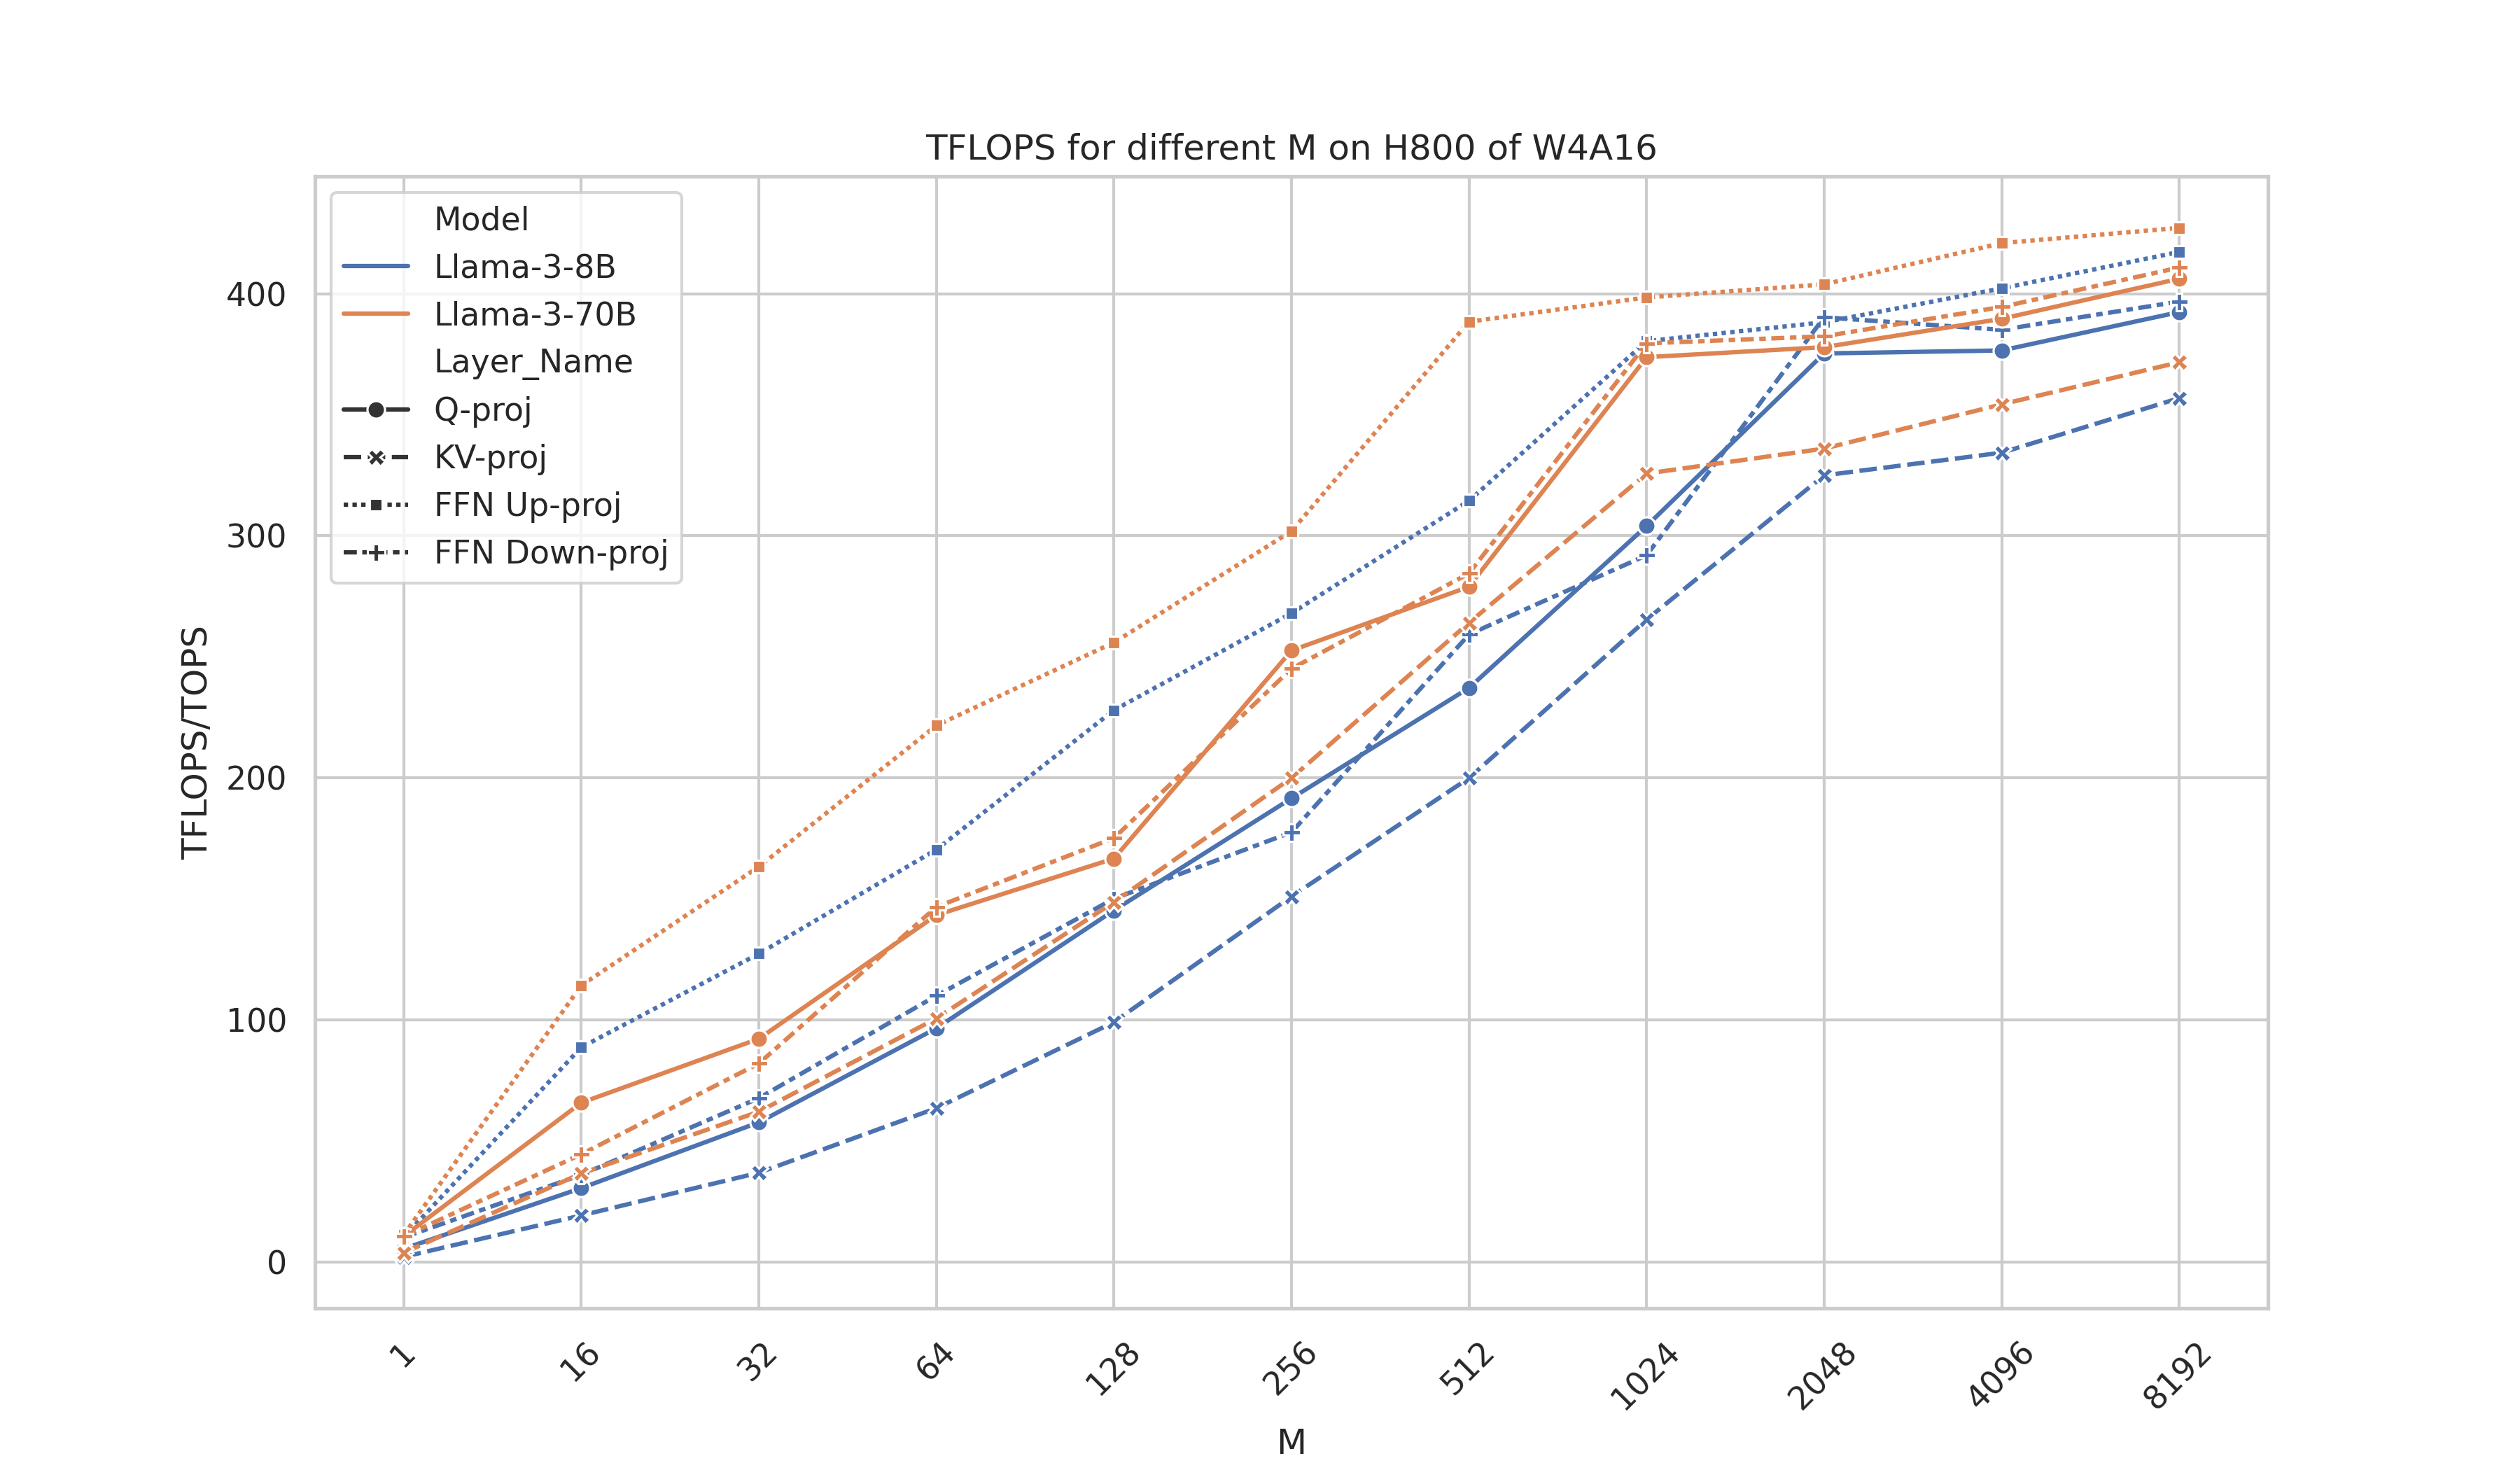 TFLOPS for different M on H800 of W4A16
Model
Llama-3-8B
Llama-3-70B
Layer_Name
Q-proj
KV-proj
FFN Up-proj
FFN Down-proj
TFLOPS/TOPS
400
300
200
100
0
1 16 32 64 128 256 512 1024 2048 4096 8192
M